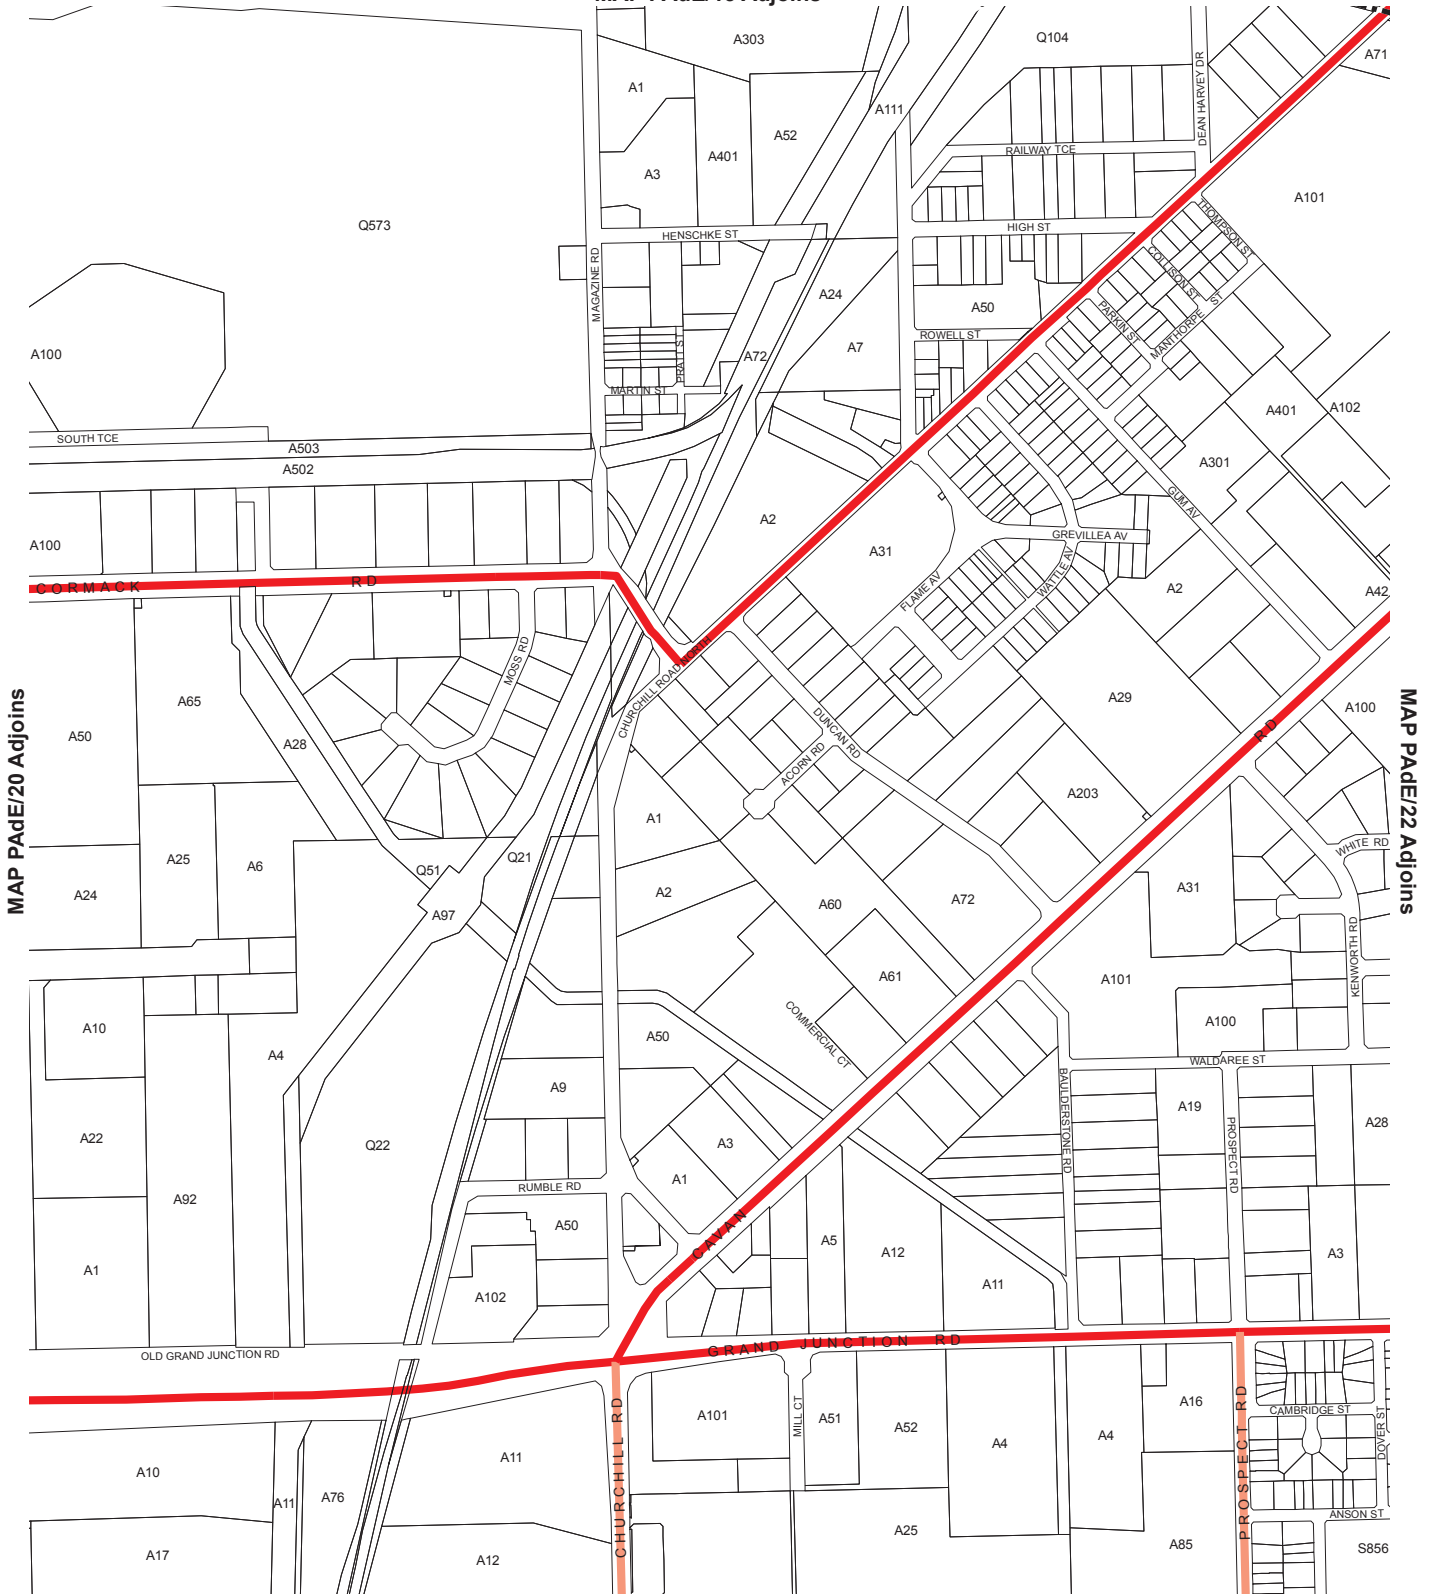 A303
Q104
A71
A1
A111
DEAN HARVEY DR
A52
A401
RAILWAY TCE
A3
A101
Q573
HENSCHKE ST
HIGH ST
THOMPSON ST
MAGAZINE RD
COLLISON ST
A24
A50
PARKIN ST
MANTHORPE ST
A100
A7
ROWELL ST
A72
PRATT ST
MARTIN ST
A401
A102
SOUTH TCE
A503
A502
A301
GUM AV
A2
A100
A31
GREVILLEA AV
WATTLE AV
FLAME AV
CORMACK RD
A2
A42
MOSS RD
CHURCHILL ROAD NORTH
A65
A29
A100
MAP PAdE/20 Adjoins
A50
A28
DUNCAN RD
RD
MAP PAdE/22 Adjoins
ACORN RD
A203
A1
WHITE RD
A25
A6
Q51
Q21
A24
A97
A2
A60
A72
A31
KENWORTH RD
A61
A101
A10
A4
A50
COMMERCIAL CT
A100
WALDAREE ST
A9
BAULDERSTONE RD
A19
PROSPECT RD
A28
A22
Q22
A3
A1
A92
RUMBLE RD
A50
CAVAN
A5
A12
A3
A1
A102
A11
GRAND JUNCTION RD
OLD GRAND JUNCTION RD
CHURCHILL RD
A101
MILL CT
A51
A52
A4
A4
A16
PROSPECT RD
CAMBRIDGE ST
DOVER ST
A10
A11
A76
A11
ANSON ST
A17
A12
A25
A85
S856